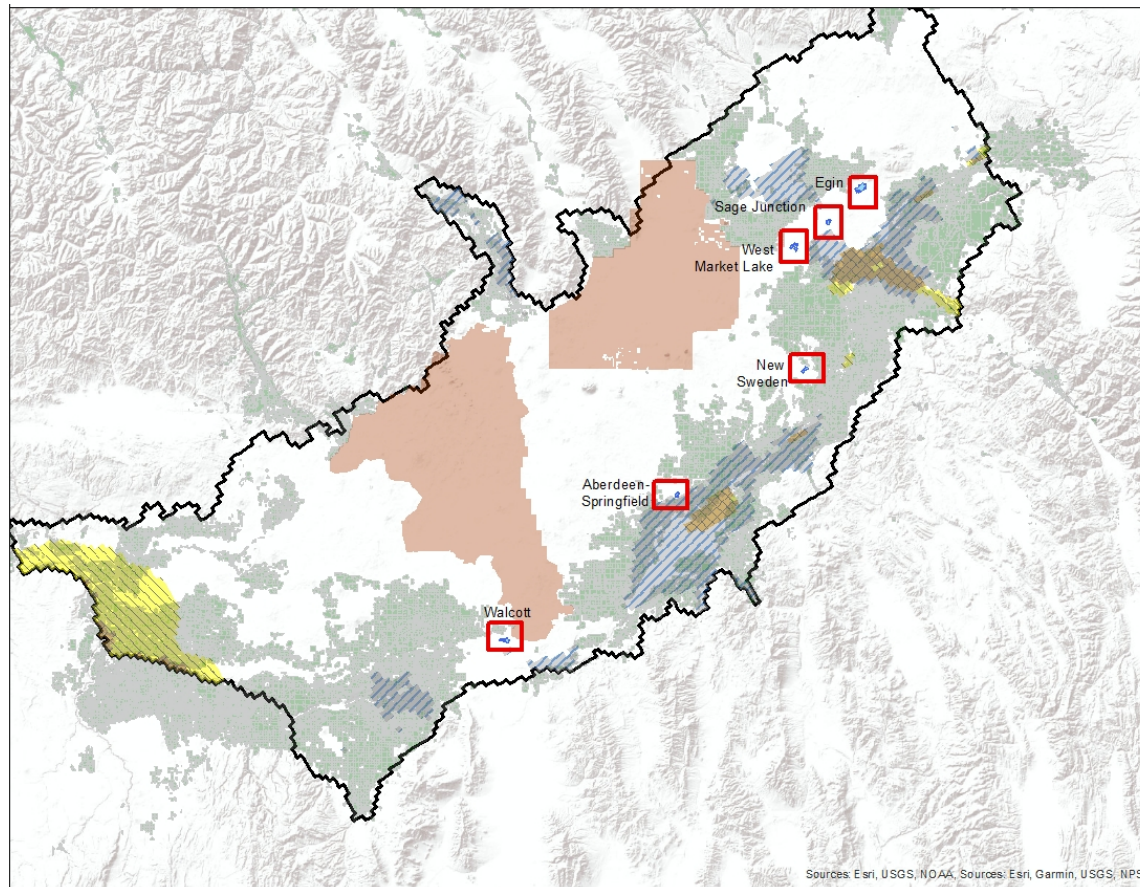 Egin
Sage Junction
West
Market Lake
New
Sweden
Aberdeen-
Springfield
Walcott
Sources: Esri, USGS, NOAA, Sources: Esri, Garmin, USGS, NPS